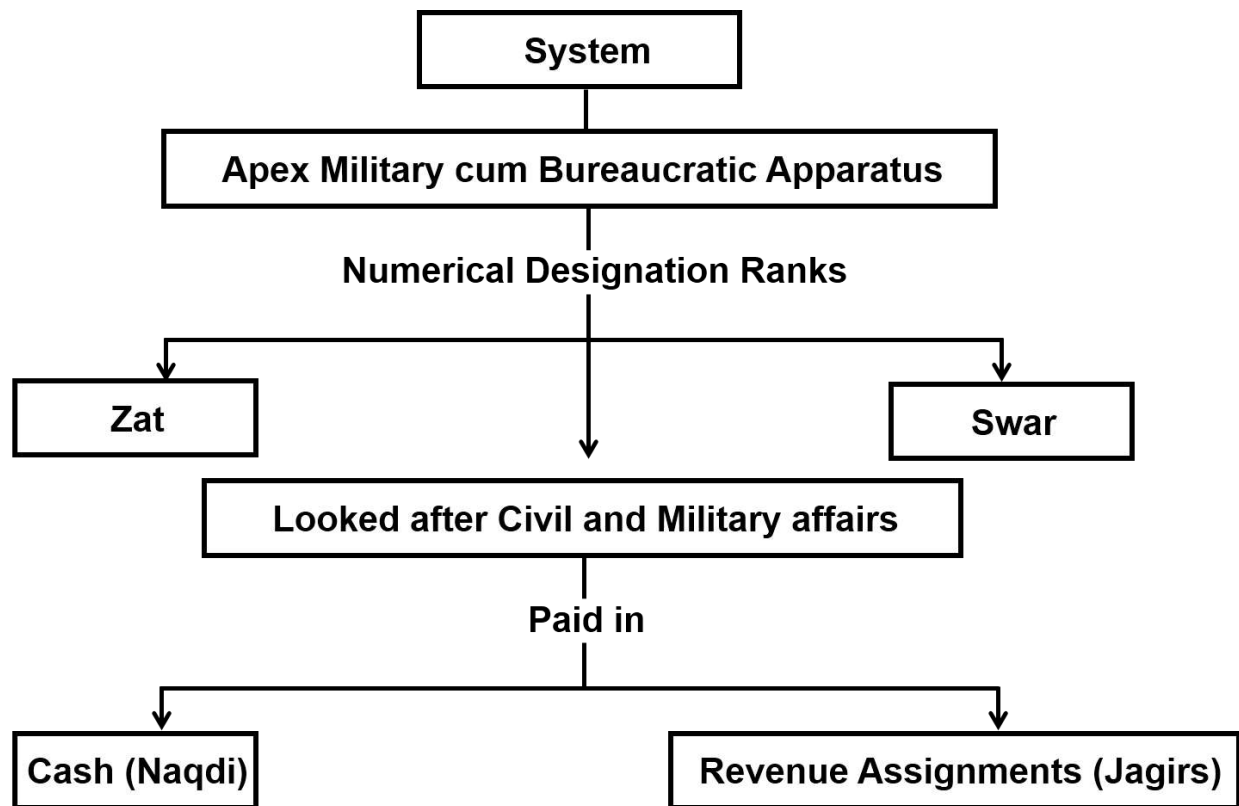 System
Apex Military cum Bureaucratic Apparatus
Numerical Designation Ranks
Zat
Swar
Looked after Civil and Military affairs
Paid in
Cash (Naqdi)
Revenue Assignments (Jagirs)